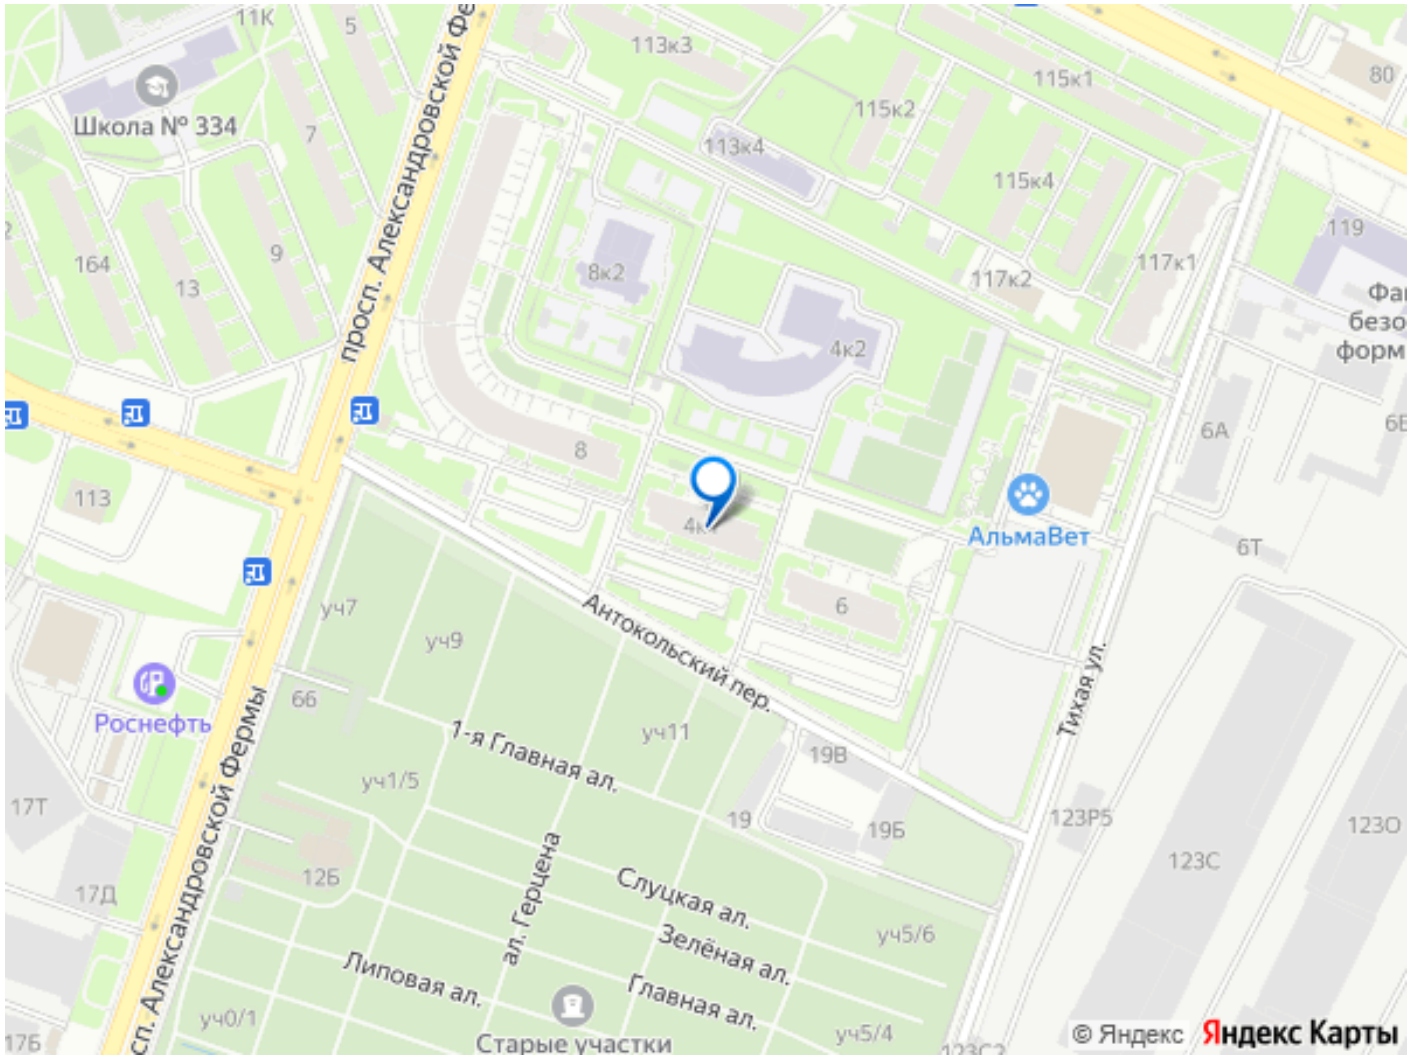 11К
5
113к3
115к1
80
Школа № 334
7
115к2
113к4
115к4
просп. Александровской Фе
164
9
13
8к2
117к2
117к1
119
4к2
8
6А
113
АльмаВет
6Т
6
уч7
уч9
Антокольский пер.
Тихая ул.
66
Роснефть
уч11
1-я Главная ал.
19В
уч1/5
17Т
19
19Б
123Р5
123О
123С
12Б
17Д
Слуцкая ал.
ал. Герцена
Зелёная ал.
уч5/6
Липовая ал.
Главная ал.
уч0/1
уч5/4
17Б
сп. Александровской Фермы
Старые участки
© Яндекс
Яндекс Карты